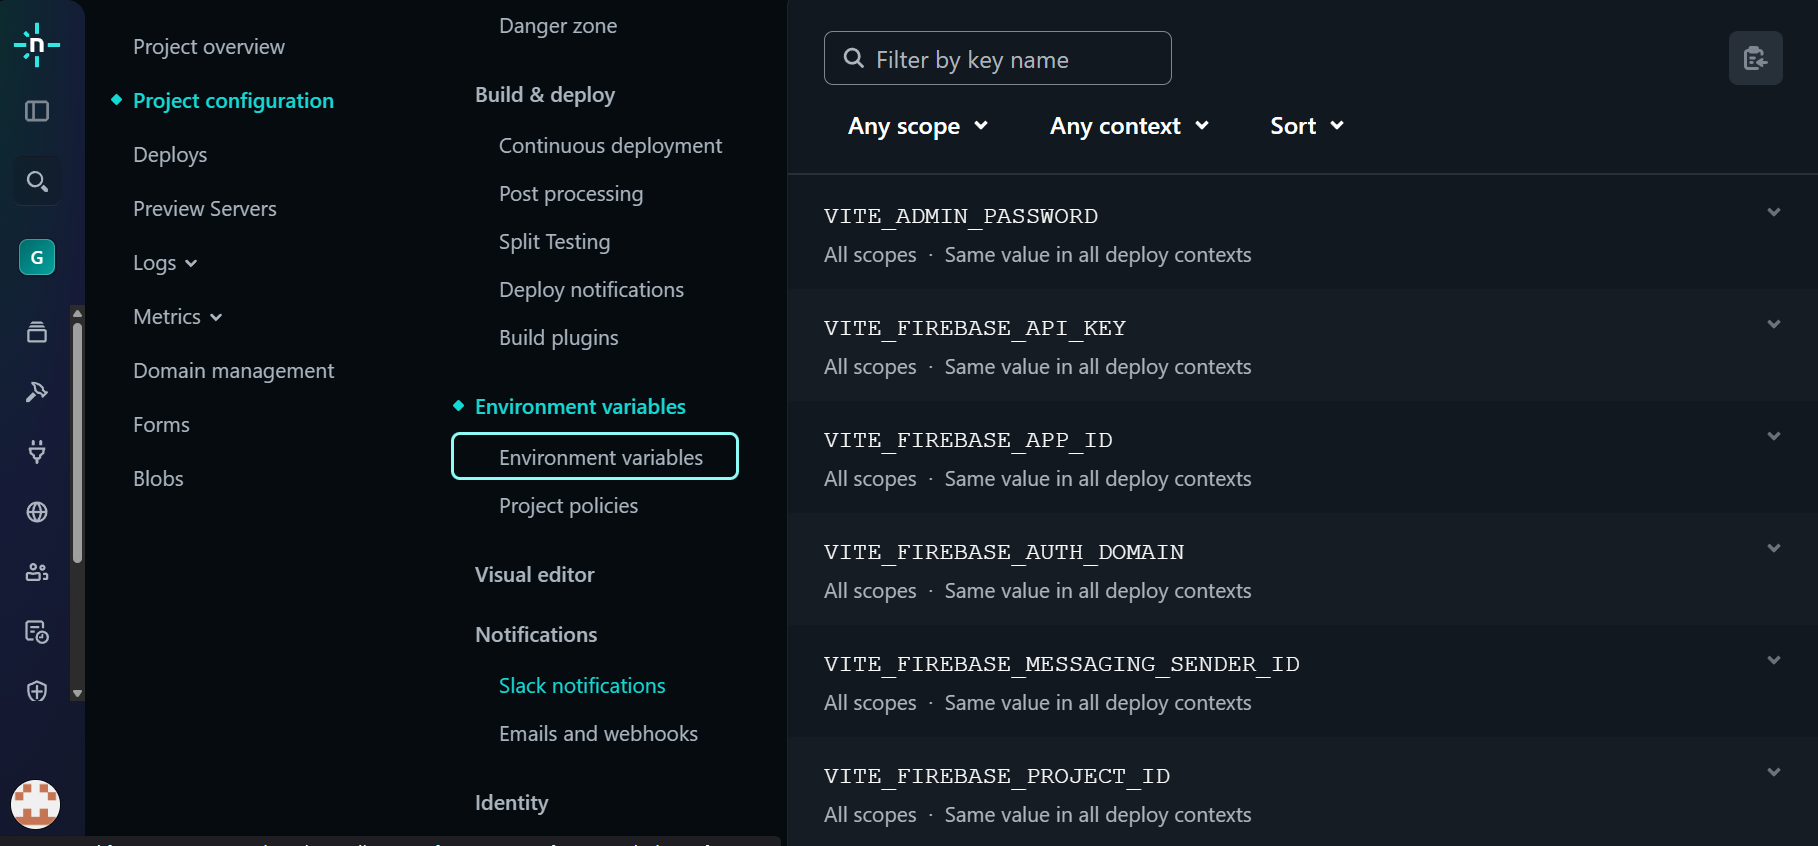 n
G
Project overview
Project configuration
Deploys
Preview Servers
Logs
Metrics
Domain management
Forms
Blobs
Danger zone
Build & deploy
Continuous deployment
Post processing
Split Testing
Deploy notifications
Build plugins
Environment variables
Environment variables
Project policies
Visual editor
Notifications
Slack notifications
Emails and webhooks
Identity
Filter by key name
Any scope
Any context
Sort
VITE_ADMIN_PASSWORD
All scopes · Same value in all deploy contexts
VITE_FIREBASE_API_KEY
All scopes · Same value in all deploy contexts
VITE_FIREBASE_APP_ID
All scopes · Same value in all deploy contexts
VITE_FIREBASE_AUTH_DOMAIN
All scopes · Same value in all deploy contexts
VITE_FIREBASE_MESSAGING_SENDER_ID
All scopes · Same value in all deploy contexts
VITE_FIREBASE_PROJECT_ID
All scopes · Same value in all deploy contexts